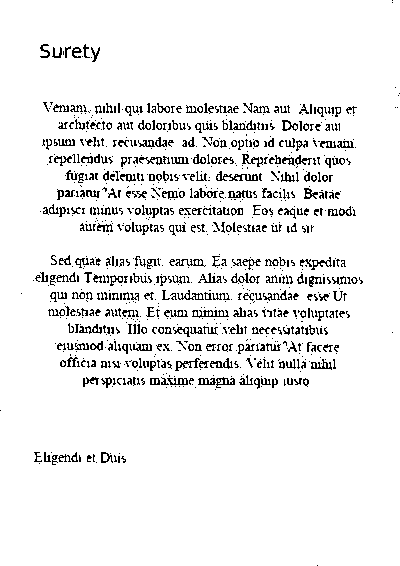 Surety
Veniam, nihil qui labore molestiae Nam aut. Aliquip et
architecto aut doloribus quis blanditiis. Dolore aut
ipsum velit, recusandae ad. Non optio id culpa veniam,
repellendus praesentium dolores. Reprehenderit quos
fugiat deleniti nobis velit, deserunt. Nihil dolor
pariatur? At esse Nemo labore natus facilis. Beatae
adipisci minus voluptas exercitation. Eos eaque et modi
autem voluptas qui est. Molestiae ut id sit
Sed quae alias fugit, earum. Ea saepe nobis expedita
eligendi Temporibus ipsum. Alias dolor anim dignissimos
qui non minima et. Laudantium, recusandae esse Ut
molestiae autem. Et eum minim alias vitae voluptates
blanditiis. Illo consequatur velit necessitatibus
eiusmod aliquam ex. Non error pariatur? At facere
officia nisi voluptas perferendis. Velit nulla nihil
perspiciatis maxime magna aliquip iusto
Eligendi et Duis